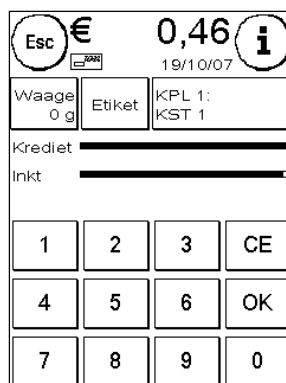 Esc € 0,46 i
19/10/07
Waage
0 g
Etiket
KPL 1:
KST 1
Krediet
Inkt
1 2 3 CE
4 5 6 OK
7 8 9 0